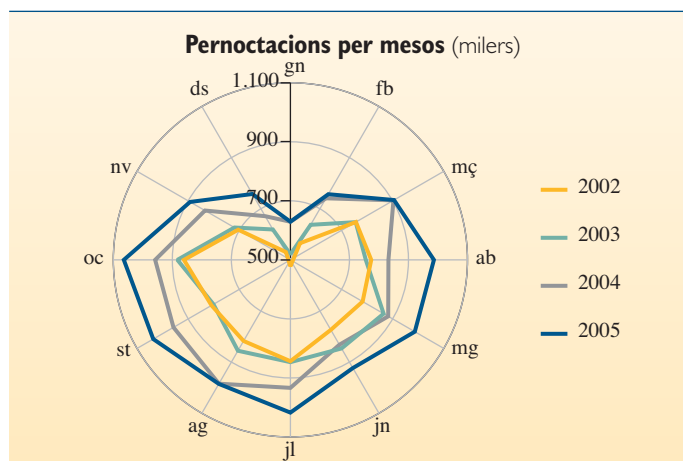 Pernoctacions per mesos (milers)
gn
fb
mç
ab
mg
jn
jl
ag
st
oc
nv
ds
1.100
900
700
500
2002
2003
2004
2005